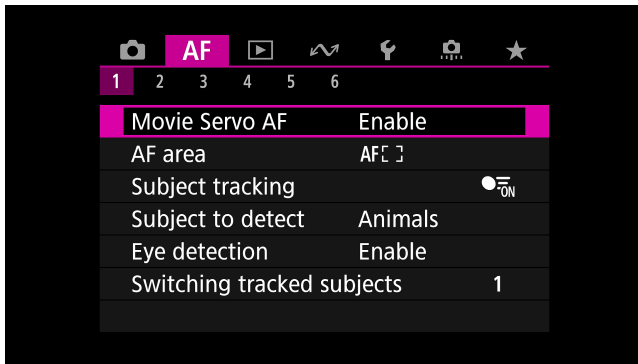 AF
1 2 3 4 5 6
Movie Servo AF Enable
AF area AF[ ]
Subject tracking ON
Subject to detect Animals
Eye detection Enable
Switching tracked subjects 1